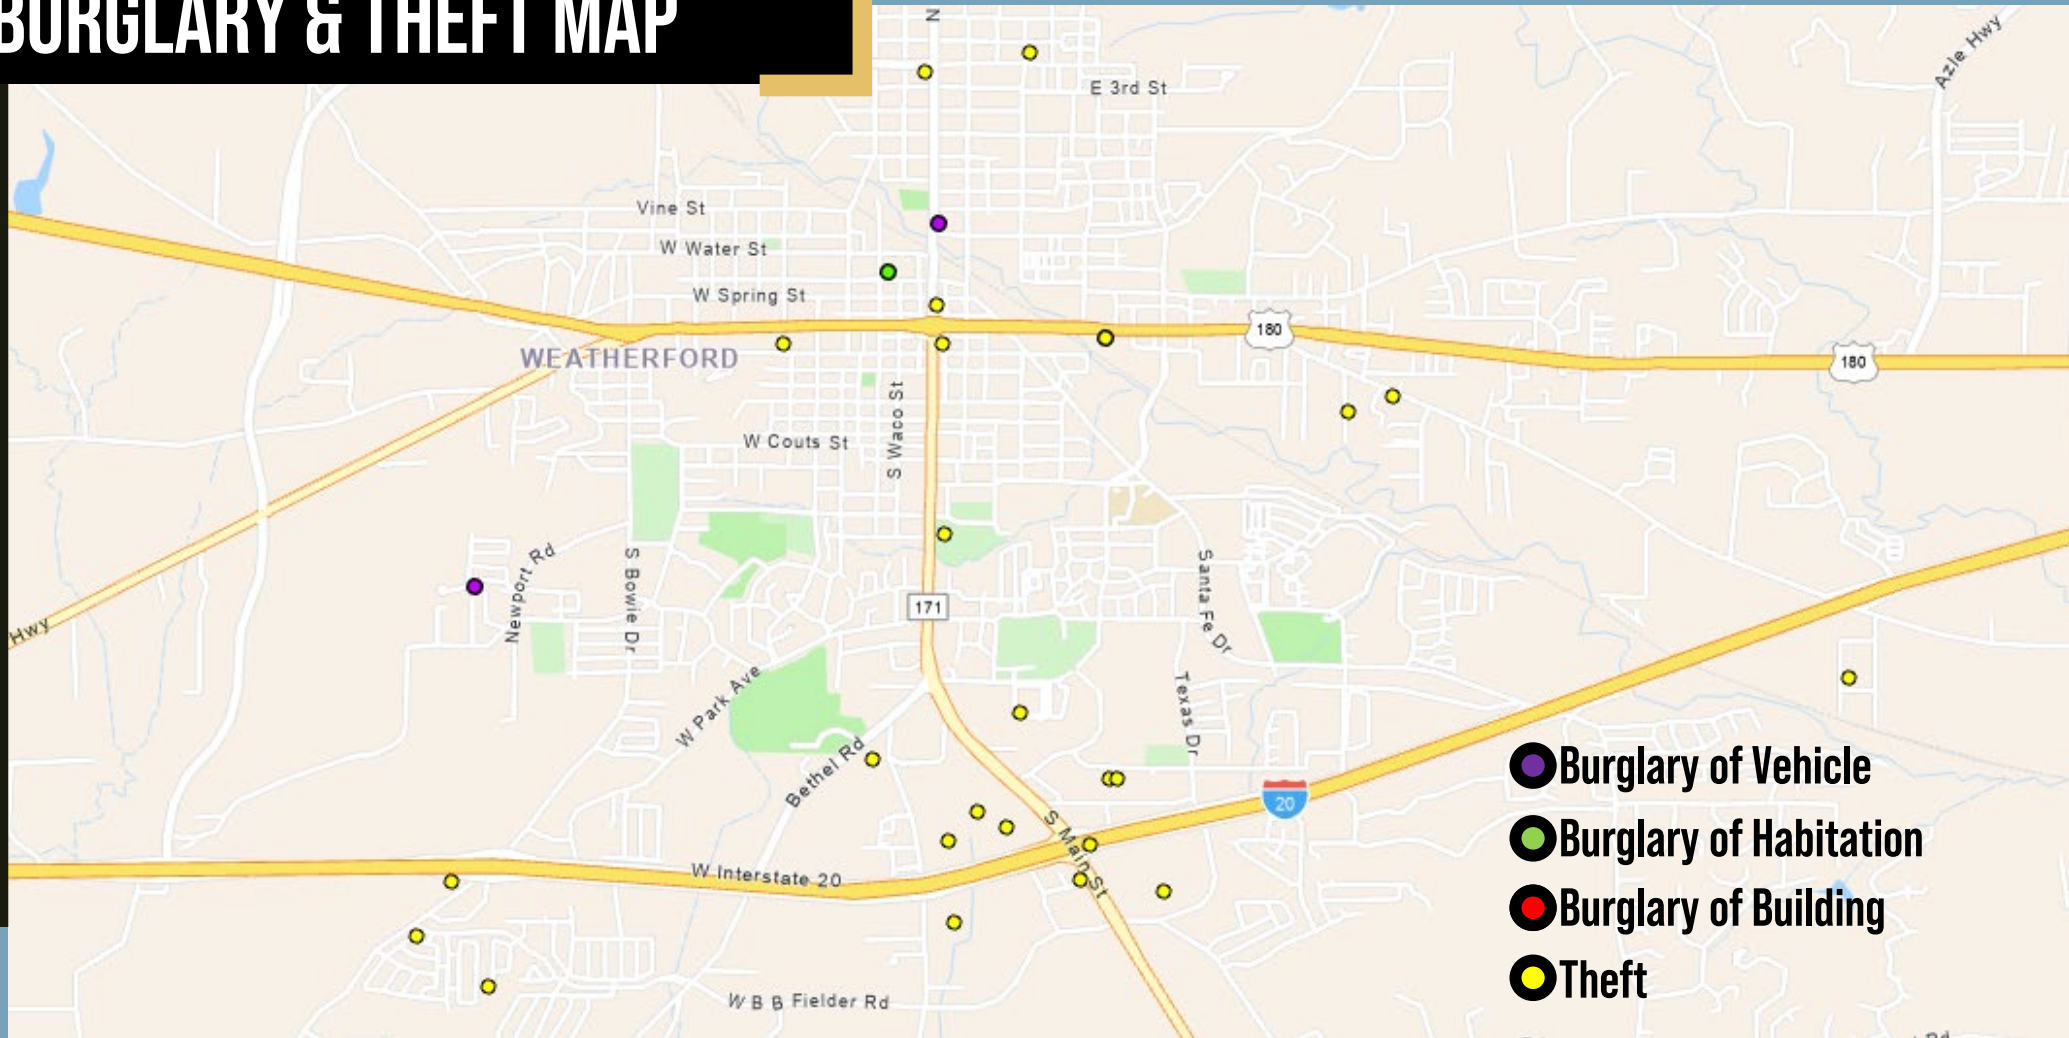 BURGLARY & THEFT MAP
N
E 3rd St
Azle Hwy
Vine St
W Water St
W Spring St
180
180
WEATHERFORD
S Waco St
W Couts St
Newport Rd
S Bowie Dr
Santa Fe Dr
171
Hwy
W Park Ave
Texas Dr
Bethel Rd
20
S Main St
W Interstate 20
W B B Fielder Rd
Burglary of Vehicle
Burglary of Habitation
Burglary of Building
Theft